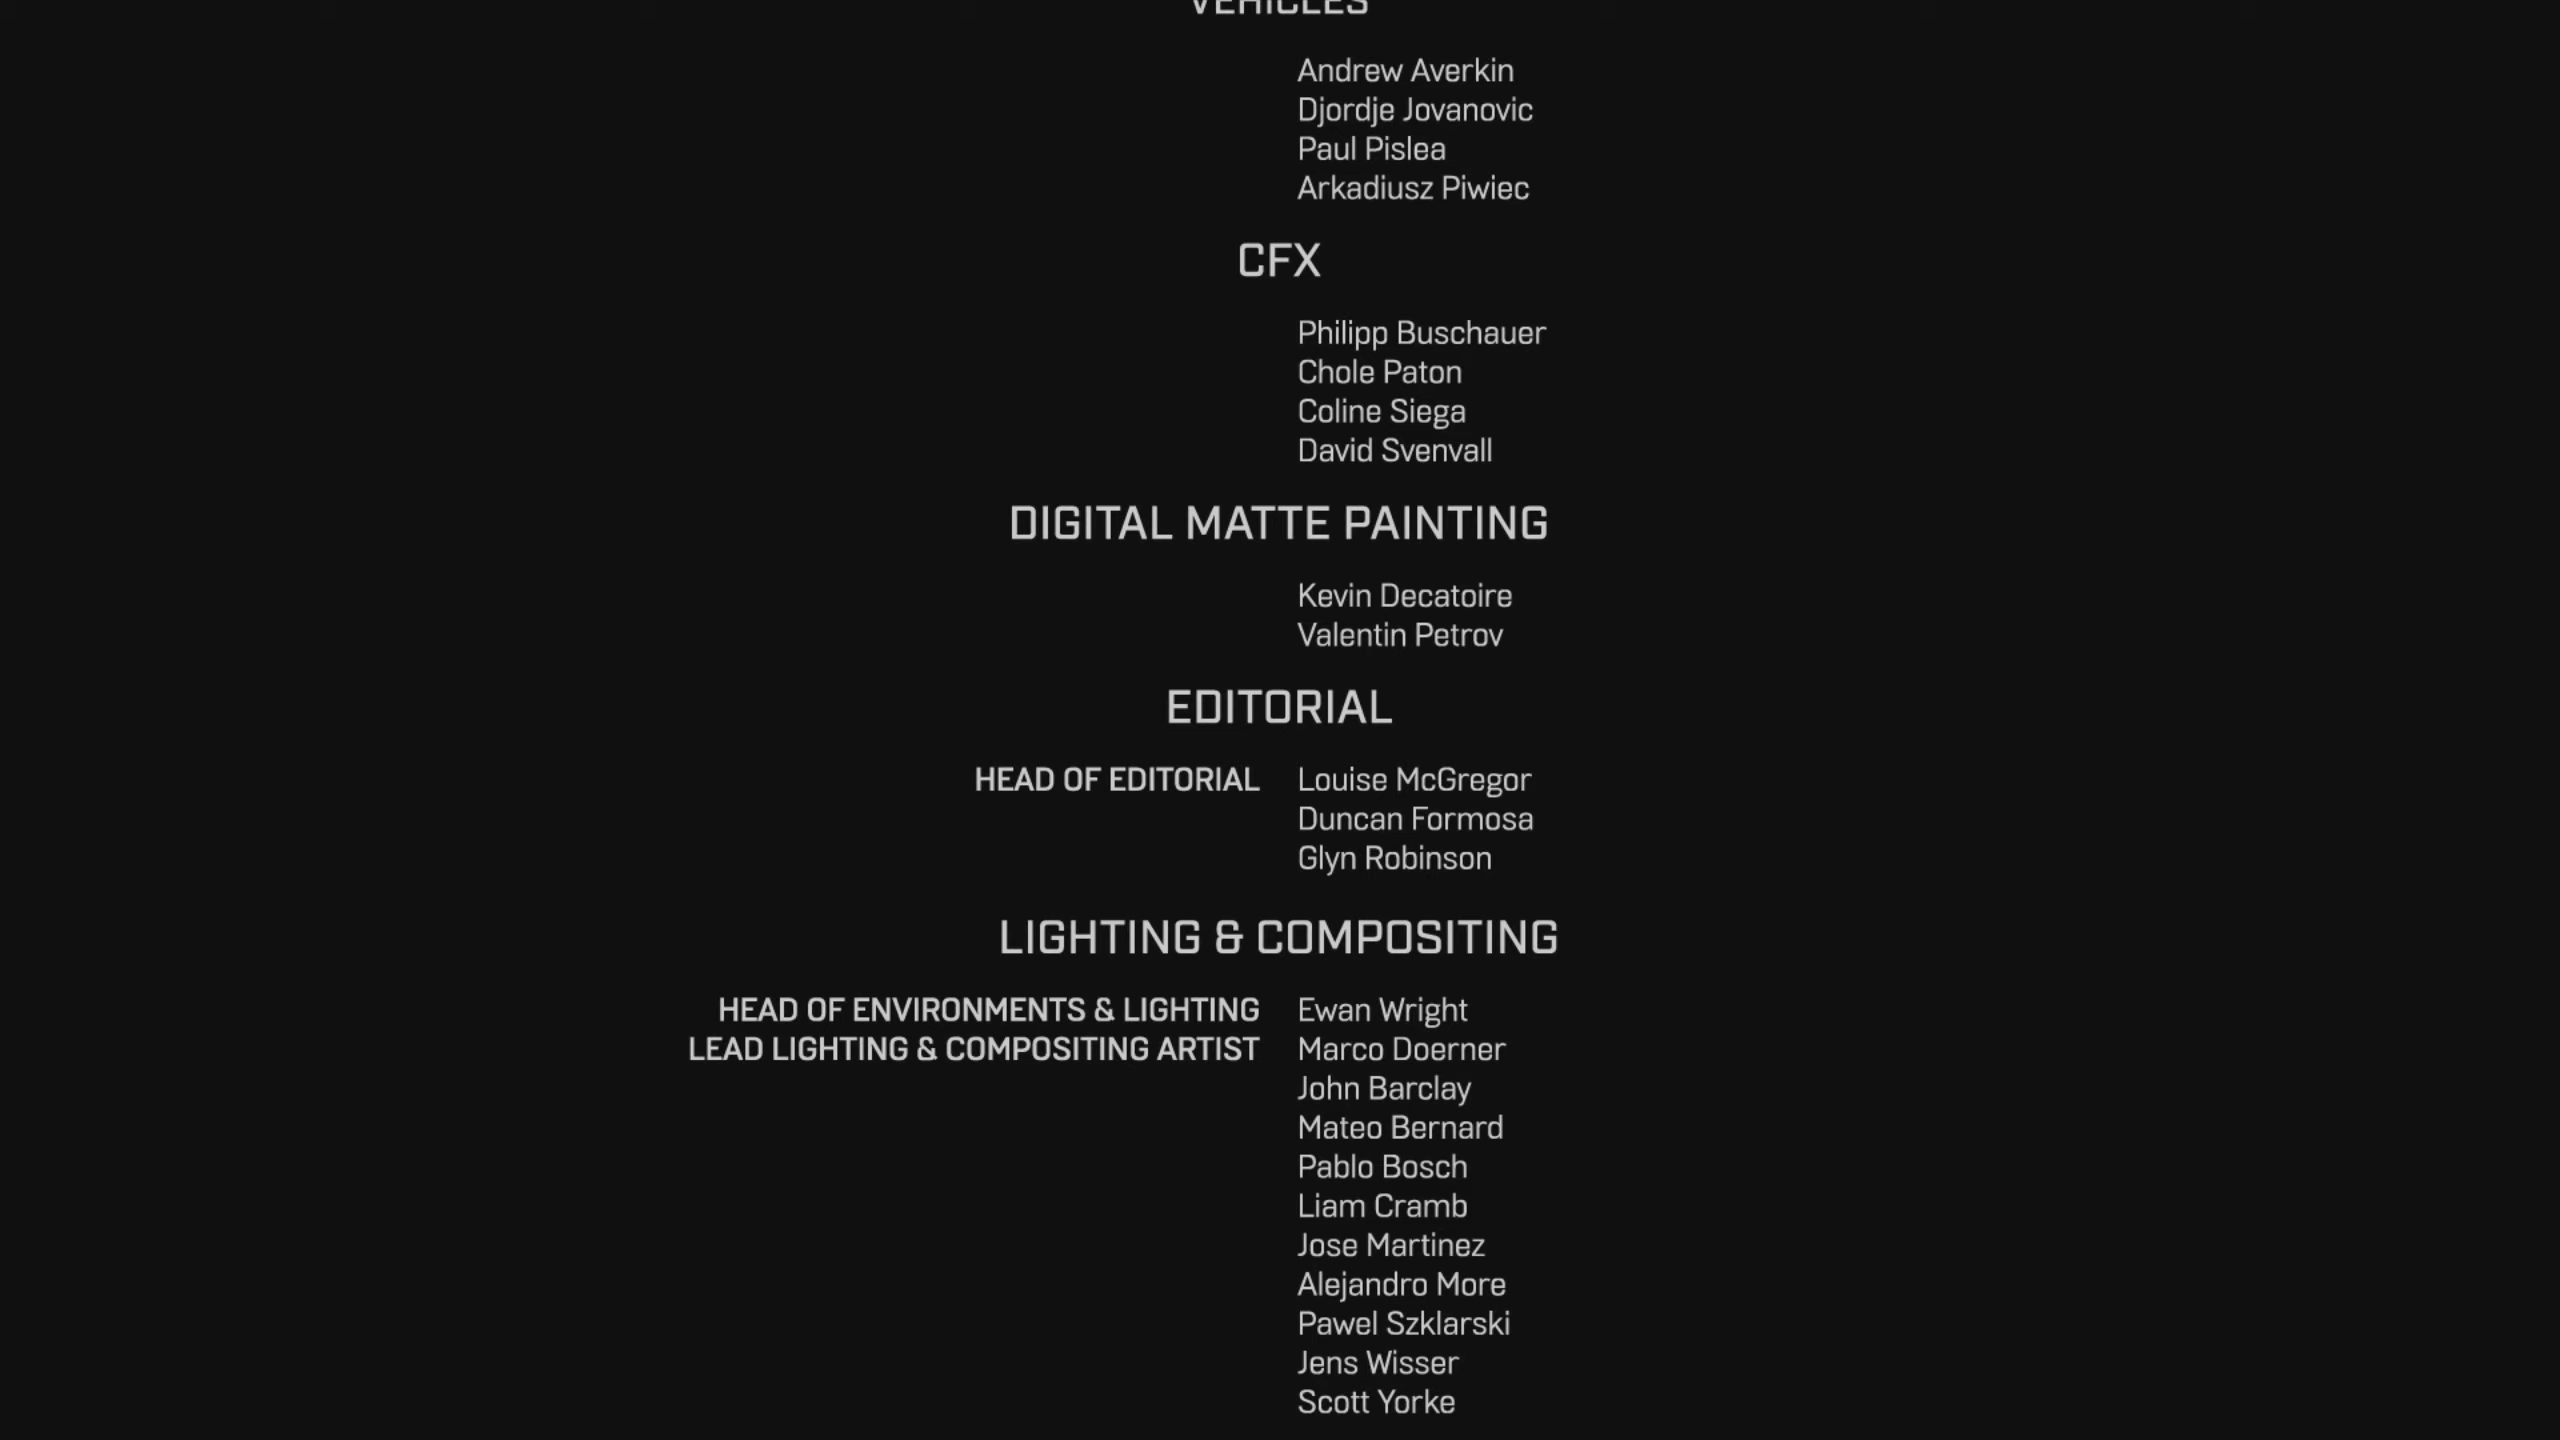 VEHICLES
Andrew Averkin
Djordje Jovanovic
Paul Pislea
Arkadiusz Piwiec
CFX
Philipp Buschauer
Chole Paton
Coline Siega
David Svenvall
DIGITAL MATTE PAINTING
Kevin Decatoire
Valentin Petrov
EDITORIAL
HEAD OF EDITORIAL Louise McGregor
Duncan Formosa
Glyn Robinson
LIGHTING & COMPOSITING
HEAD OF ENVIRONMENTS & LIGHTING Ewan Wright
LEAD LIGHTING & COMPOSITING ARTIST Marco Doerner
John Barclay
Mateo Bernard
Pablo Bosch
Liam Cramb
Jose Martinez
Alejandro More
Pawel Szklarski
Jens Wisser
Scott Yorke